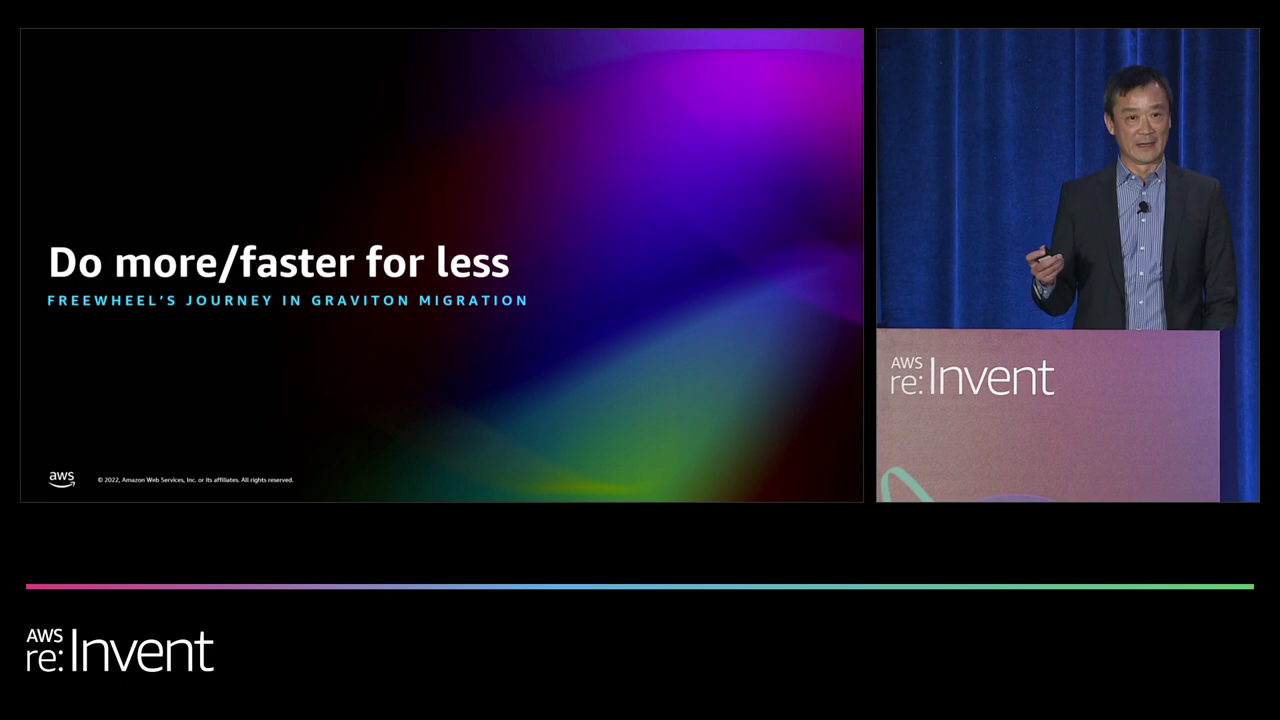 Do more/faster for less
FREEWHEEL'S JOURNEY IN GRAVITON MIGRATION
aws
© 2022, Amazon Web Services, Inc. or its affiliates. All rights reserved.
AWS
re:Invent
AWS
re:Invent